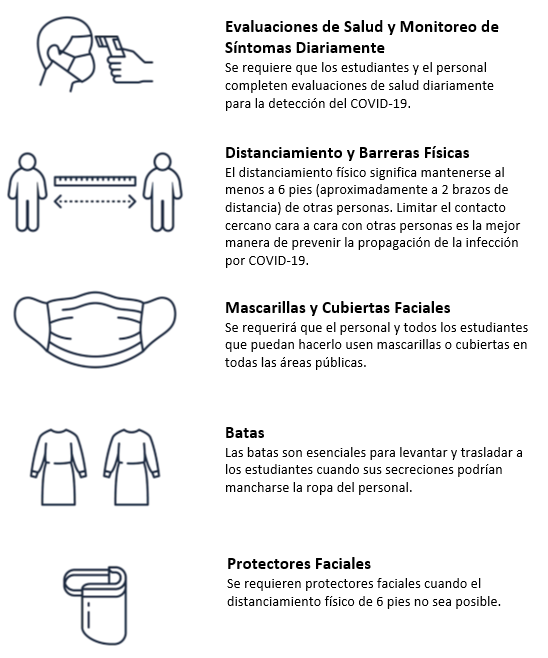 Evaluaciones de Salud y Monitoreo de
Síntomas Diariamente
Se requiere que los estudiantes y el personal
completen evaluaciones de salud diariamente
para la detección del COVID-19.
Distanciamiento y Barreras Físicas
El distanciamiento físico significa mantenerse al
menos a 6 pies (aproximadamente a 2 brazos de
distancia) de otras personas. Limitar el contacto
cercano cara a cara con otras personas es la mejor
manera de prevenir la propagación de la infección
por COVID-19.
Mascarillas y Cubiertas Faciales
Se requerirá que el personal y todos los estudiantes
que puedan hacerlo usen mascarillas o cubiertas en
todas las áreas públicas.
Batas
Las batas son esenciales para levantar y trasladar a
los estudiantes cuando sus secreciones podrían
mancharse la ropa del personal.
Protectores Faciales
Se requieren protectores faciales cuando el
distanciamiento físico de 6 pies no sea posible.